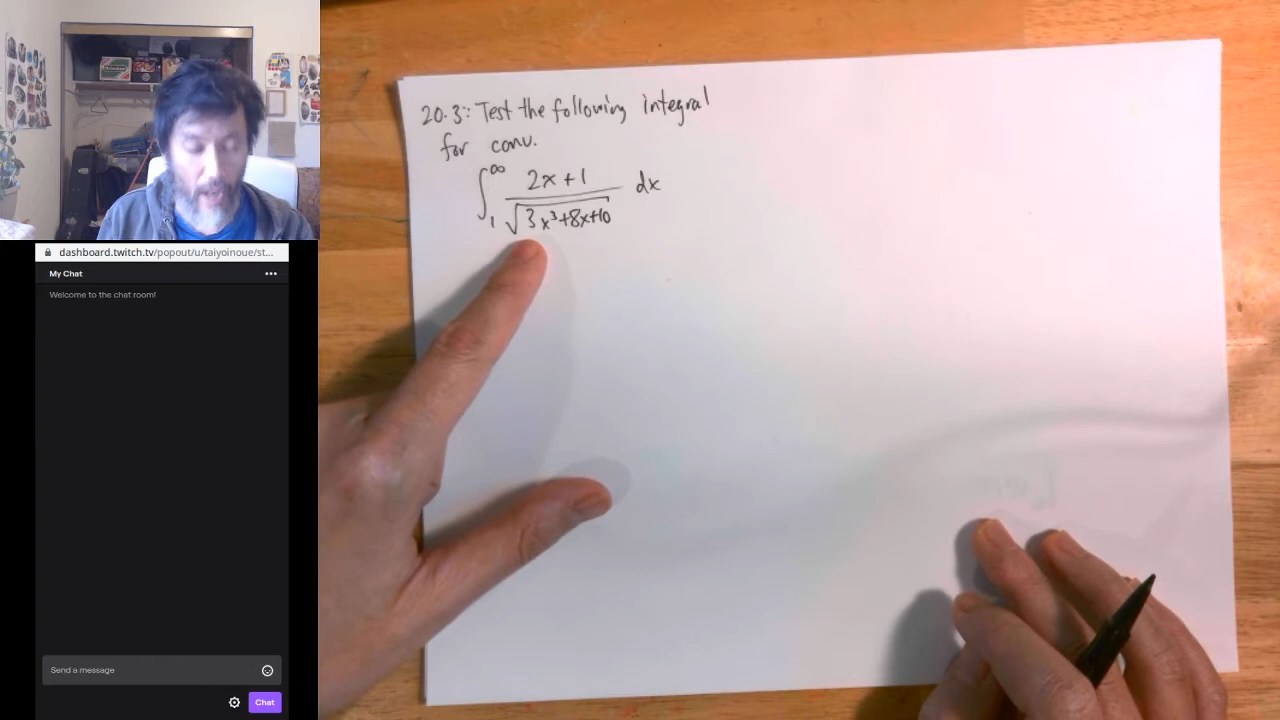 20.3: Test the following integral
for conv.
∫₁^∞ (2x+1)/√(3x³+8x+10) dx
dashboard.twitch.tv/popout/u/taiyoinoue/st...
My Chat
Welcome to the chat room!
Send a message
Chat